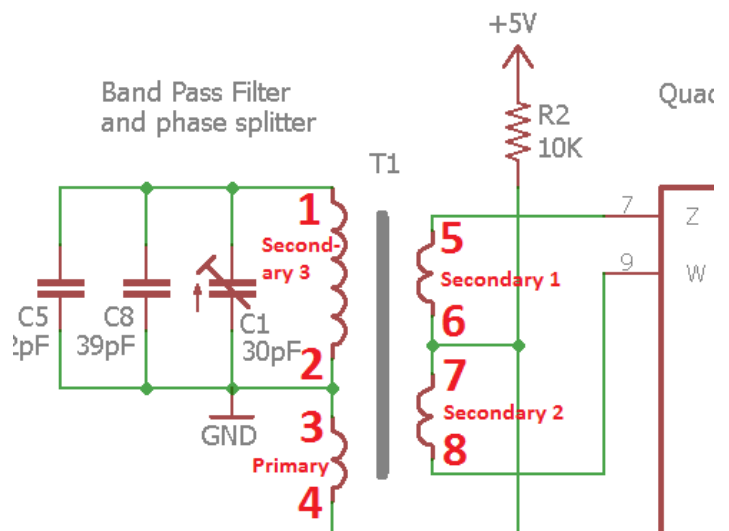 +5V
Band Pass Filter
and phase splitter
Quad
R2
10K
T1
1
Second-
ary 3
5
7
Z
Secondary 1
9
W
6
C5
C8
39pF
C1
30pF
2
7
Secondary 2
8
GND
3
Primary
4